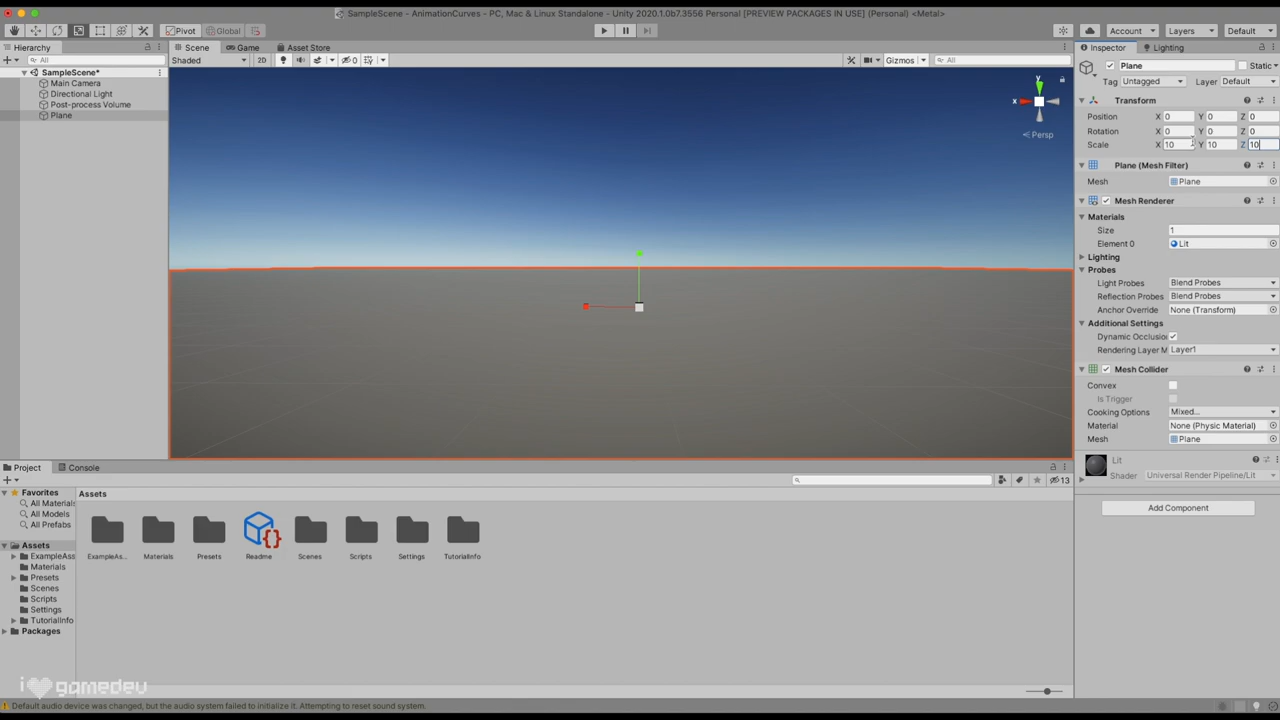 SampleScene - AnimationCurves - PC, Mac & Linux Standalone - Unity 2020.1.0b7.3556 Personal [PREVIEW PACKAGES IN USE] (Personal) <Metal>
Pivot Global Account Layers Default
Hierarchy Scene Game Asset Store Inspector Lighting
All Shaded 2D 0 Gizmos All
SampleScene*
Main Camera
Directional Light
Post-process Volume
Plane
y
x
Persp
Plane Static
Tag Untagged Layer Default
Transform
Position X 0 Y 0 Z 0
Rotation X 0 Y 0 Z 0
Scale X 10 Y 10 Z 10
Plane (Mesh Filter)
Mesh Plane
Mesh Renderer
Materials
Size 1
Element 0 Lit
Lighting
Probes
Light Probes Blend Probes
Reflection Probes Blend Probes
Anchor Override None (Transform)
Additional Settings
Dynamic Occlusio
Rendering Layer M Layer1
Mesh Collider
Convex
Is Trigger
Cooking Options Mixed...
Material None (Physic Material)
Mesh Plane
Lit
Shader Universal Render Pipeline/Lit
Add Component
Project Console
13
Favorites
All Materials
All Models
All Prefabs
Assets
ExampleAss
Materials
Presets
Scenes
Scripts
Settings
TutorialInfo
Packages
Assets
ExampleAs... Materials Presets Readme Scenes Scripts Settings TutorialInfo
i gamedev
Default audio device was changed, but the audio system failed to initialize it. Attempting to reset sound system.